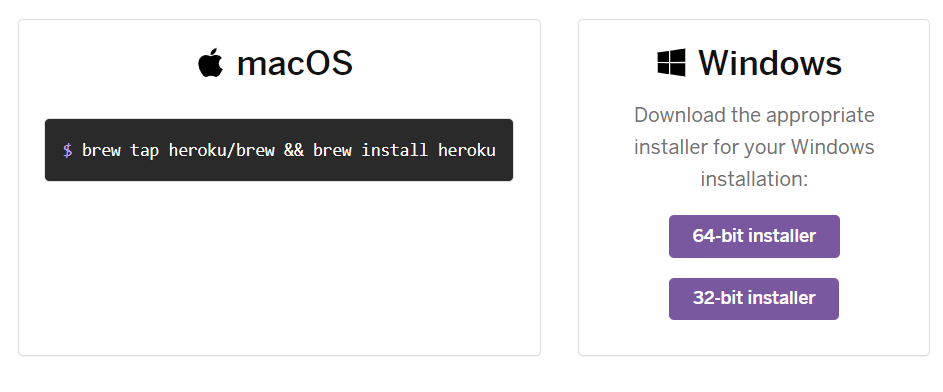 macOS
$ brew tap heroku/brew && brew install heroku
Windows
Download the appropriate
installer for your Windows
installation:
64-bit installer
32-bit installer